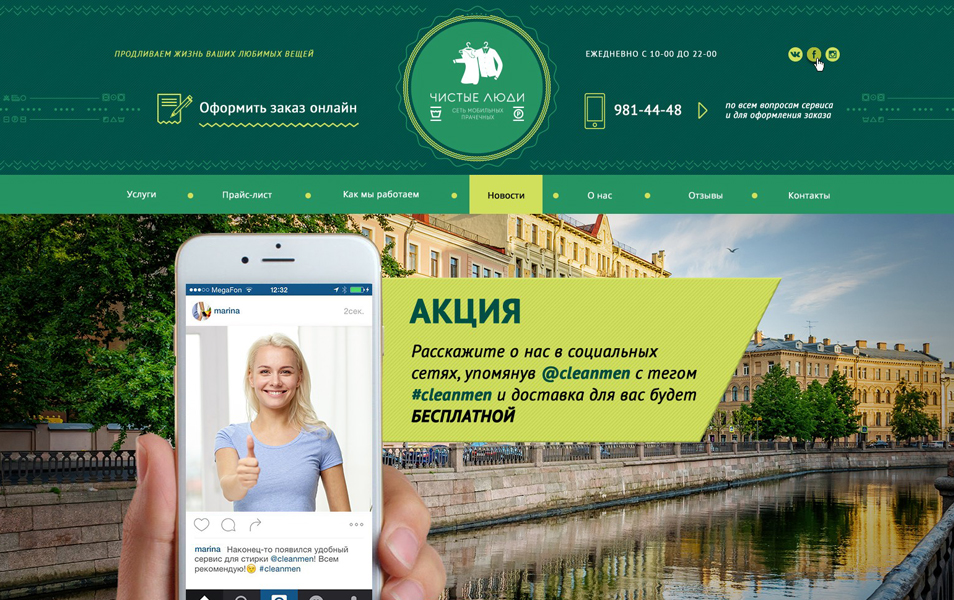 ПРОДЛИВАЕМ ЖИЗНЬ ВАШИХ ЛЮБИМЫХ ВЕЩЕЙ
Оформить заказ онлайн
ЧИСТЫЕ ЛЮДИ
СЕТЬ МОБИЛЬНЫХ
ПРАЧЕЧНЫХ
ЕЖЕДНЕВНО С 10-00 ДО 22-00
981-44-48
по всем вопросам сервиса
и для оформления заказа
Услуги
Прайс-лист
Как мы работаем
Новости
О нас
Отзывы
Контакты
MegaFon 12:32
marina 2сек.
АКЦИЯ
Расскажите о нас в социальных
сетях, упомянув @cleanmen с тегом
#cleanmen и доставка для вас будет
БЕСПЛАТНОЙ
marina Наконец-то появился удобный
сервис для стирки @cleanmen! Всем
рекомендую!😚 #cleanmen